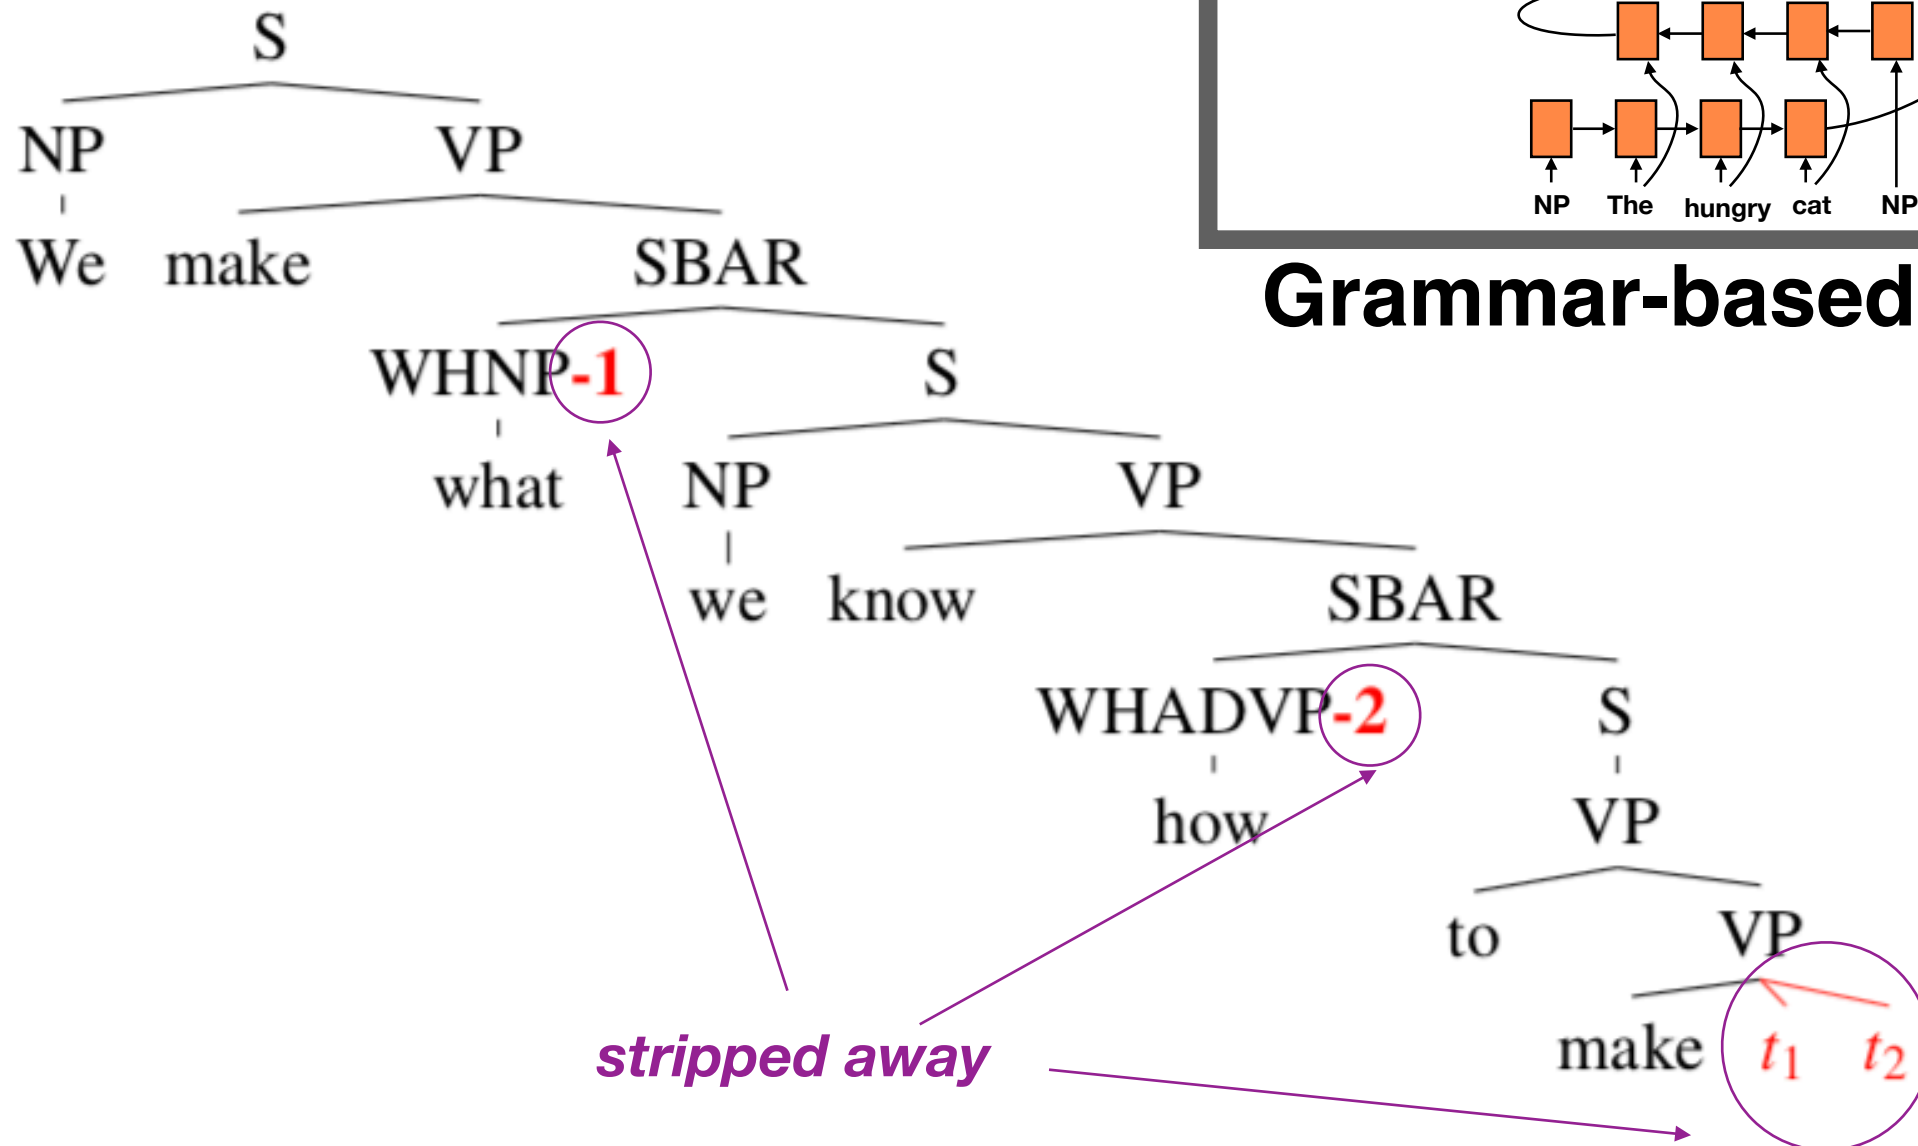 S
NP VP
We make SBAR
WHNP-1 S
what NP VP
we know SBAR
WHADVP-2 S
how VP
to VP
make t1 t2
stripped away
NP The hungry cat NP
Grammar-based